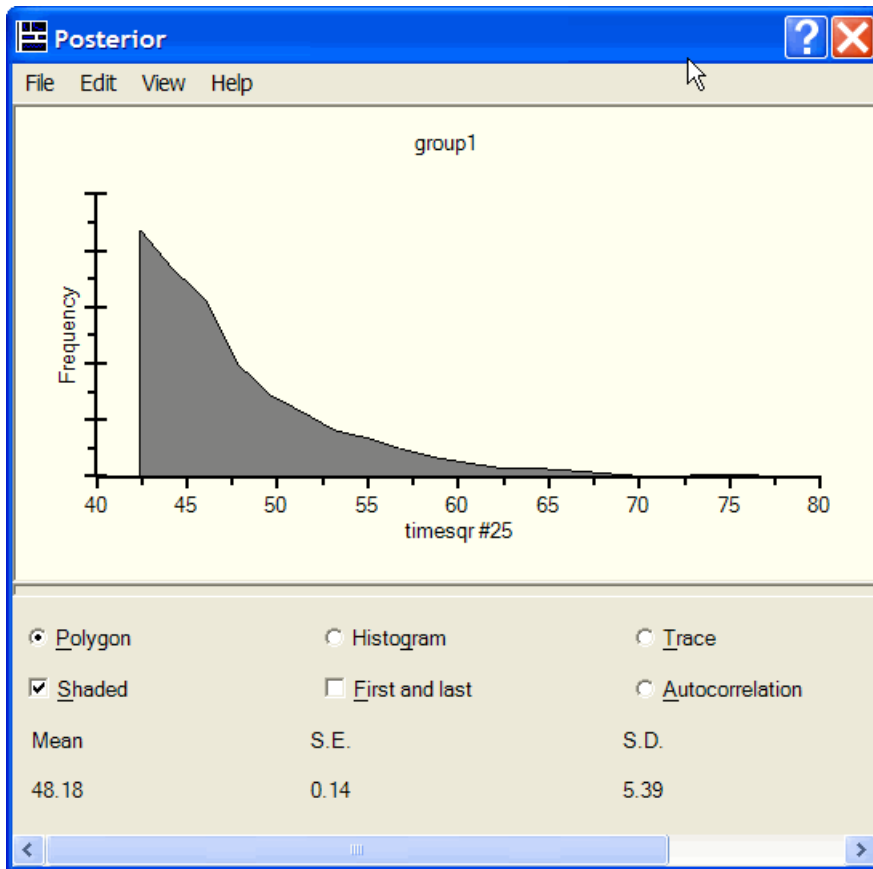 Posterior
File Edit View Help
group1
Frequency
40 45 50 55 60 65 70 75 80
timesqr #25
Polygon Histogram Trace
Shaded First and last Autocorrelation
Mean S.E. S.D.
48.18 0.14 5.39